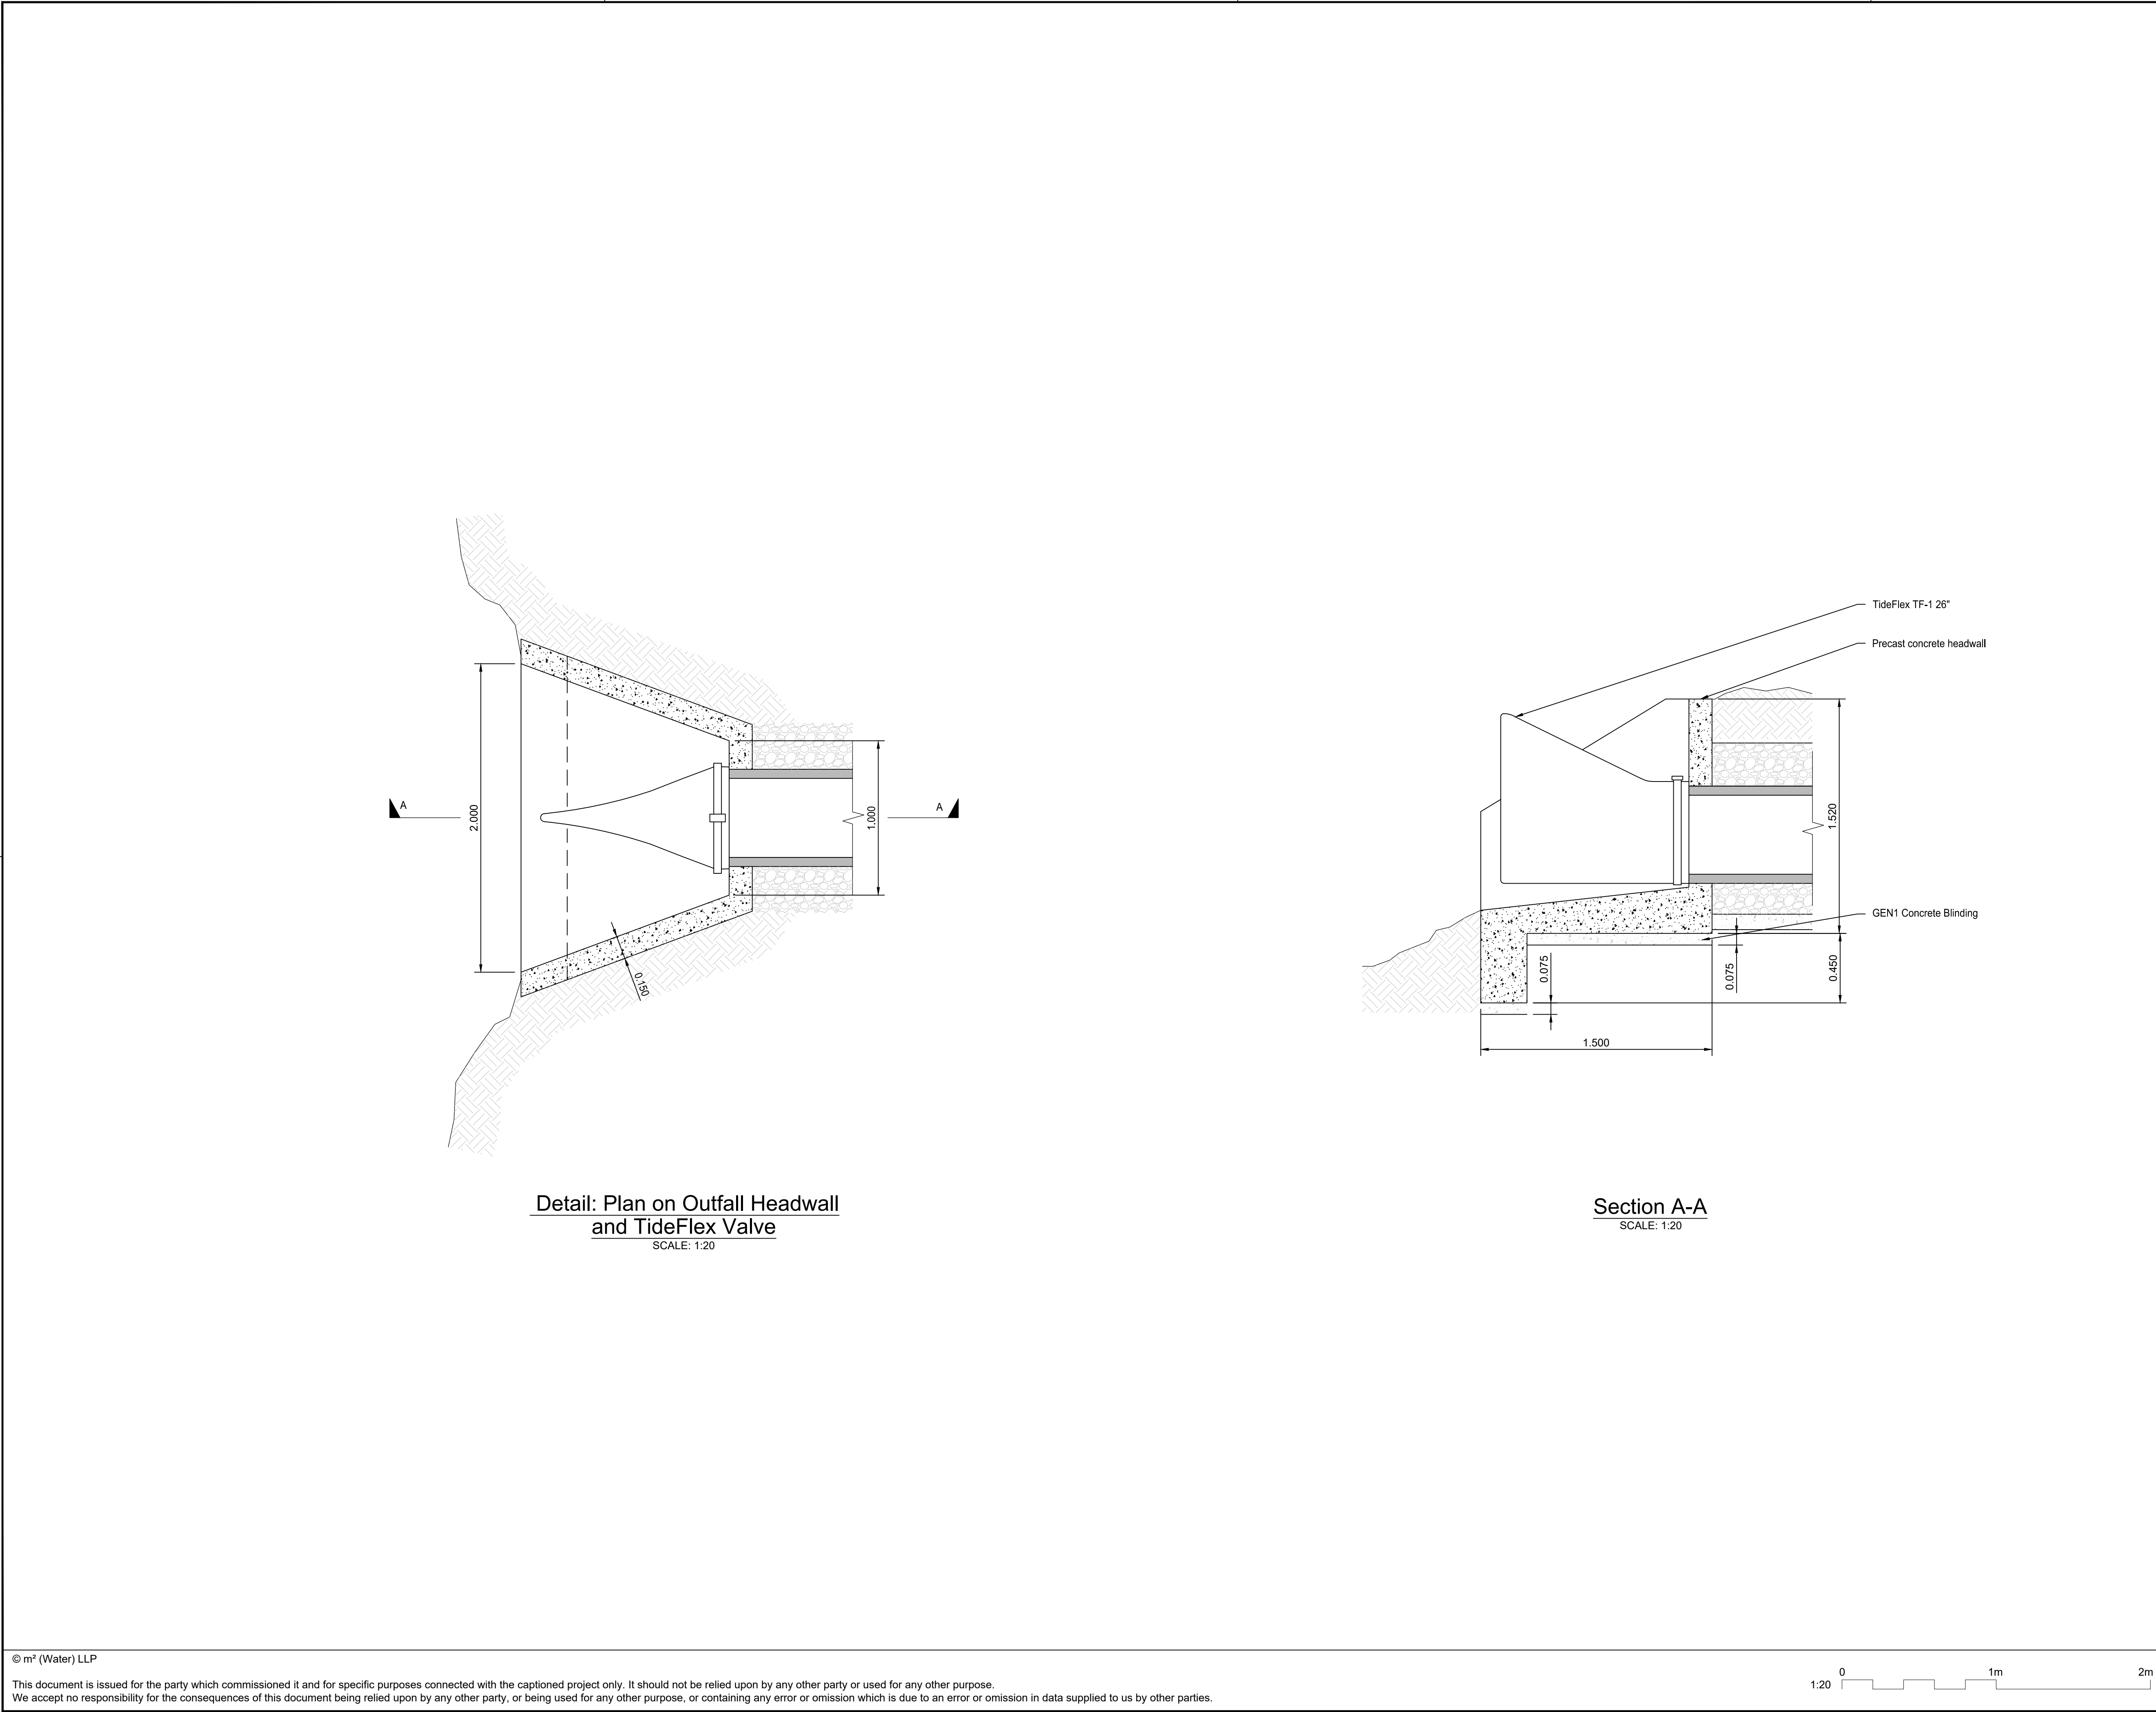 TideFlex TF-1 26"
Precast concrete headwall
A
A
2.000
1.000
0.150
1.520
GEN1 Concrete Blinding
0.075
0.075
0.450
1.500
Detail: Plan on Outfall Headwall
and TideFlex Valve
SCALE: 1:20
Section A-A
SCALE: 1:20
© m² (Water) LLP
This document is issued for the party which commissioned it and for specific purposes connected with the captioned project only. It should not be relied upon by any other party or used for any other purpose.
We accept no responsibility for the consequences of this document being relied upon by any other party, or being used for any other purpose, or containing any error or omission which is due to an error or omission in data supplied to us by other parties.
0 1m 2m
1:20